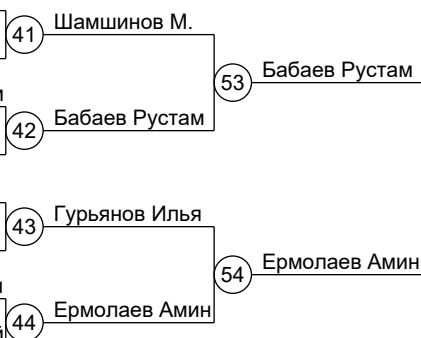 41
Шамшинов М.
53
Бабаев Рустам
42
Бабаев Рустам
43
Гурьянов Илья
54
Ермолаев Амин
44
Ермолаев Амин